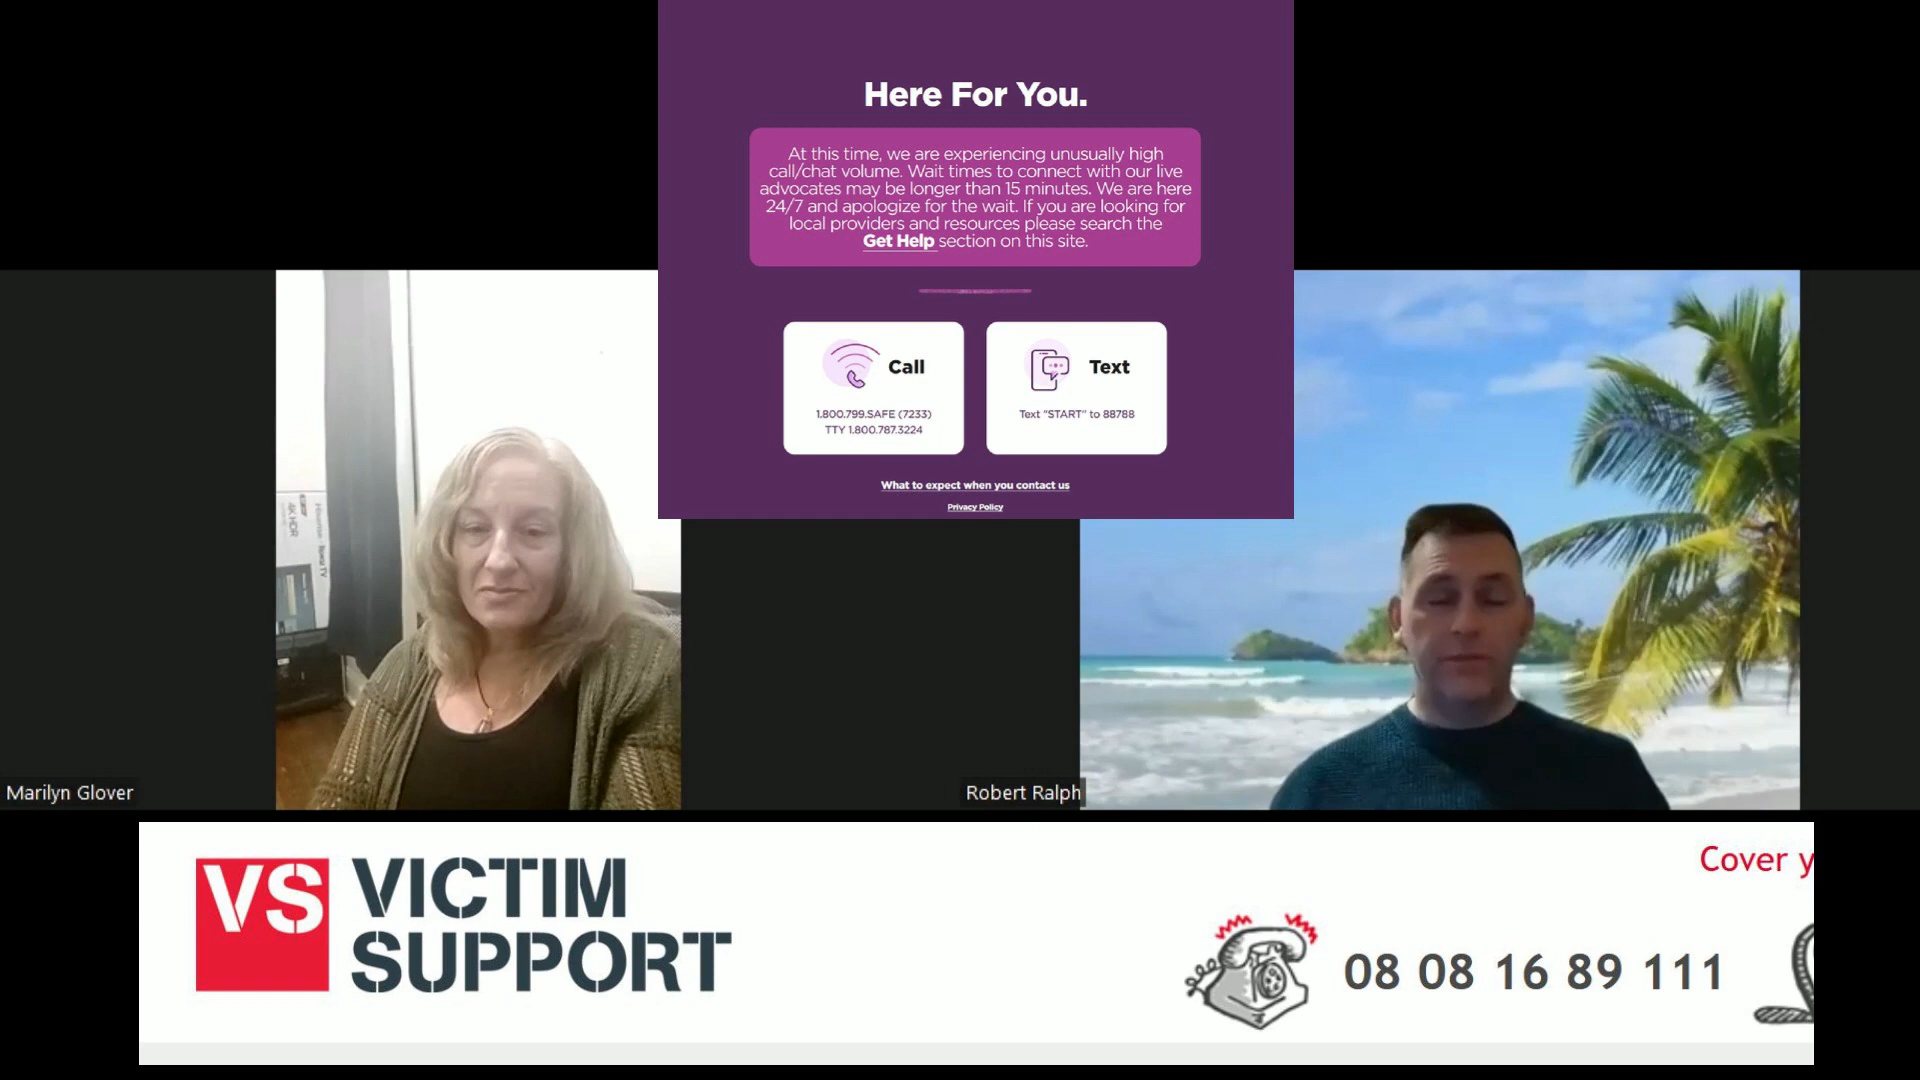 Here For You.
At this time, we are experiencing unusually high
call/chat volume. Wait times to connect with our live
advocates may be longer than 15 minutes. We are here
24/7 and apologize for the wait. If you are looking for
local providers and resources please search the
Get Help section on this site.
Call
1.800.799.SAFE (7233)
TTY 1.800.787.3224
Text
Text "START" to 88788
What to expect when you contact us
Privacy Policy
4K HDR
Roku TV
Marilyn Glover
Robert Ralph
VS
VICTIM
SUPPORT
Cover y
08 08 16 89 111